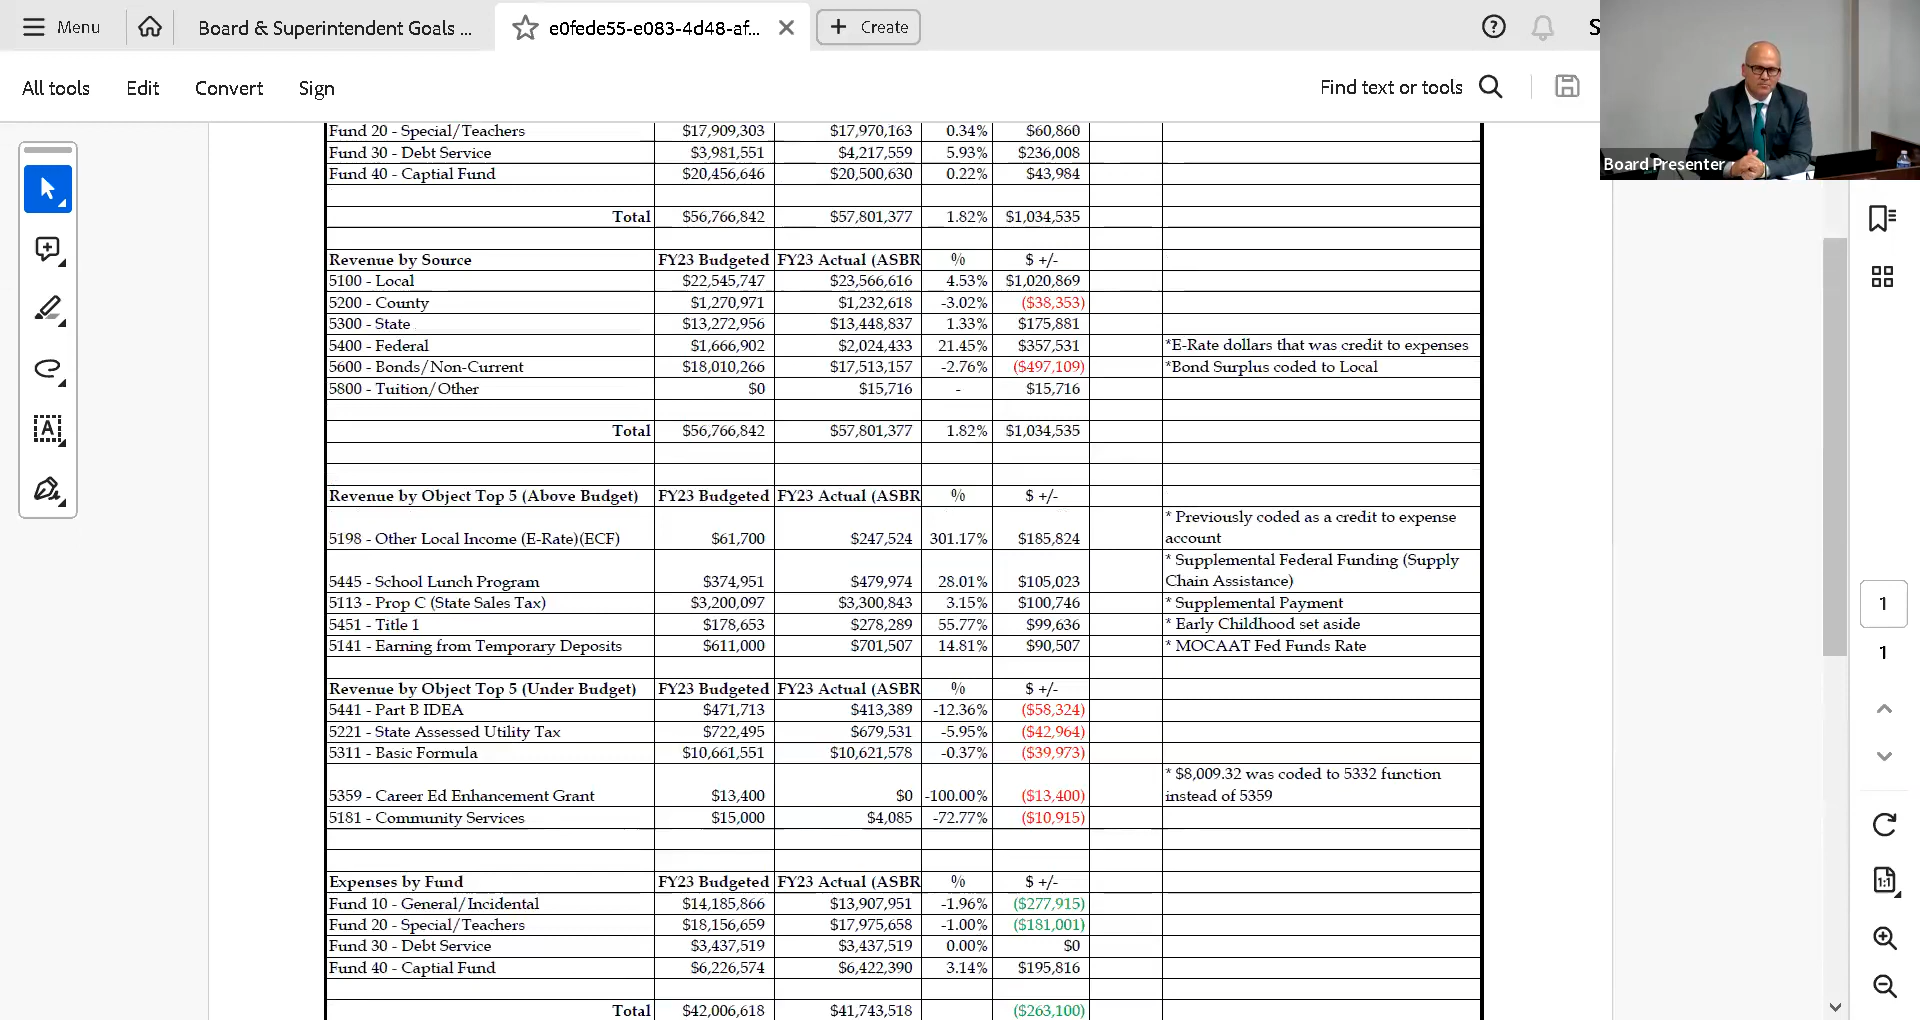 Menu Board & Superintendent Goals ... e0fede55-e083-4d48-af... + Create S
All tools Edit Convert Sign Find text or tools
Board Presenter
Fund 20 - Special/Teachers $17,909,303 $17,970,163 0.34% $60,860
Fund 30 - Debt Service $3,981,551 $4,217,559 5.93% $236,008
Fund 40 - Captial Fund $20,456,646 $20,500,630 0.22% $43,984
Total $56,766,842 $57,801,377 1.82% $1,034,535
Revenue by Source FY23 Budgeted FY23 Actual (ASBR % $ +/-
5100 - Local $22,545,747 $23,566,616 4.53% $1,020,869
5200 - County $1,270,971 $1,232,618 -3.02% ($38,353)
5300 - State $13,272,956 $13,448,837 1.33% $175,881
5400 - Federal $1,666,902 $2,024,433 21.45% $357,531 *E-Rate dollars that was credit to expenses
5600 - Bonds/Non-Current $18,010,266 $17,513,157 -2.76% ($497,109) *Bond Surplus coded to Local
5800 - Tuition/Other $0 $15,716 - $15,716
Total $56,766,842 $57,801,377 1.82% $1,034,535
Revenue by Object Top 5 (Above Budget) FY23 Budgeted FY23 Actual (ASBR % $ +/-
* Previously coded as a credit to expense
5198 - Other Local Income (E-Rate)(ECF) $61,700 $247,524 301.17% $185,824 account
* Supplemental Federal Funding (Supply
5445 - School Lunch Program $374,951 $479,974 28.01% $105,023 Chain Assistance)
5113 - Prop C (State Sales Tax) $3,200,097 $3,300,843 3.15% $100,746 * Supplemental Payment
5451 - Title 1 $178,653 $278,289 55.77% $99,636 * Early Childhood set aside
5141 - Earning from Temporary Deposits $611,000 $701,507 14.81% $90,507 * MOCAAT Fed Funds Rate
Revenue by Object Top 5 (Under Budget) FY23 Budgeted FY23 Actual (ASBR % $ +/-
5441 - Part B IDEA $471,713 $413,389 -12.36% ($58,324)
5221 - State Assessed Utility Tax $722,495 $679,531 -5.95% ($42,964)
5311 - Basic Formula $10,661,551 $10,621,578 -0.37% ($39,973)
* $8,009.32 was coded to 5332 function
5359 - Career Ed Enhancement Grant $13,400 $0 -100.00% ($13,400) instead of 5359
5181 - Community Services $15,000 $4,085 -72.77% ($10,915)
Expenses by Fund FY23 Budgeted FY23 Actual (ASBR % $ +/-
Fund 10 - General/Incidental $14,185,866 $13,907,951 -1.96% ($277,915)
Fund 20 - Special/Teachers $18,156,659 $17,975,658 -1.00% ($181,001)
Fund 30 - Debt Service $3,437,519 $3,437,519 0.00% $0
Fund 40 - Captial Fund $6,226,574 $6,422,390 3.14% $195,816
Total $42,006,618 $41,743,518 ($263,100)
1
1
1:1